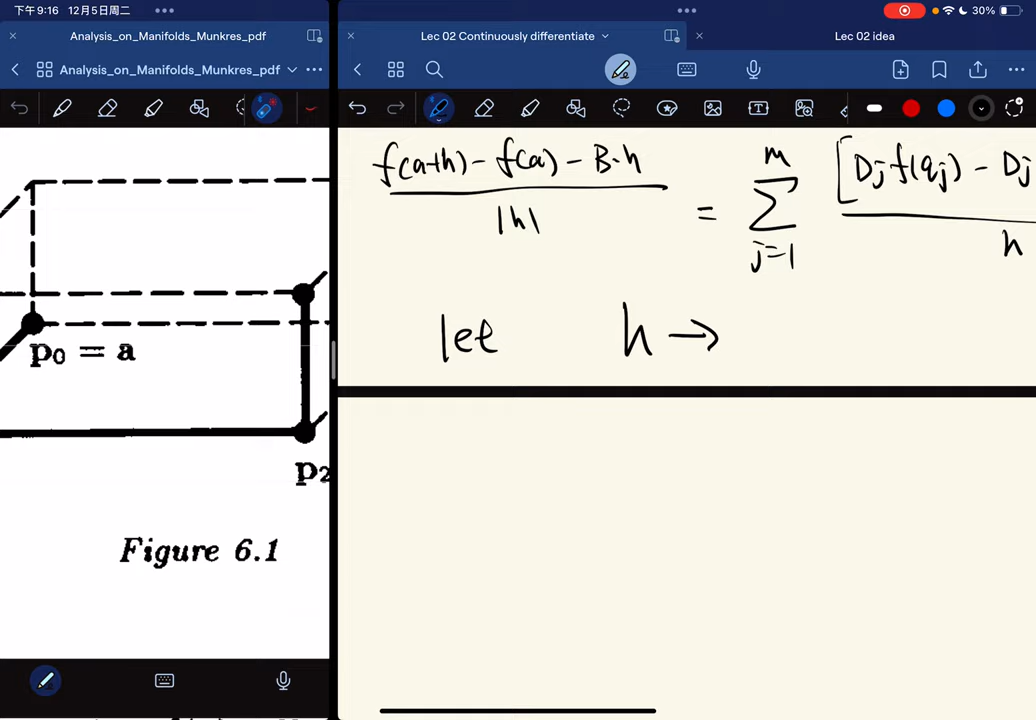 下午9:16 12月5日周二
30%
Analysis_on_Manifolds_Munkres_pdf
Lec 02 Continuously differentiate
Lec 02 idea
Analysis_on_Manifolds_Munkres_pdf
p₀ = a
p₂
Figure 6.1
f(a+h) - f(a) - B·h
|h|
= Σ
m
j=1
[Djf(qj) - Dj
h
let h →